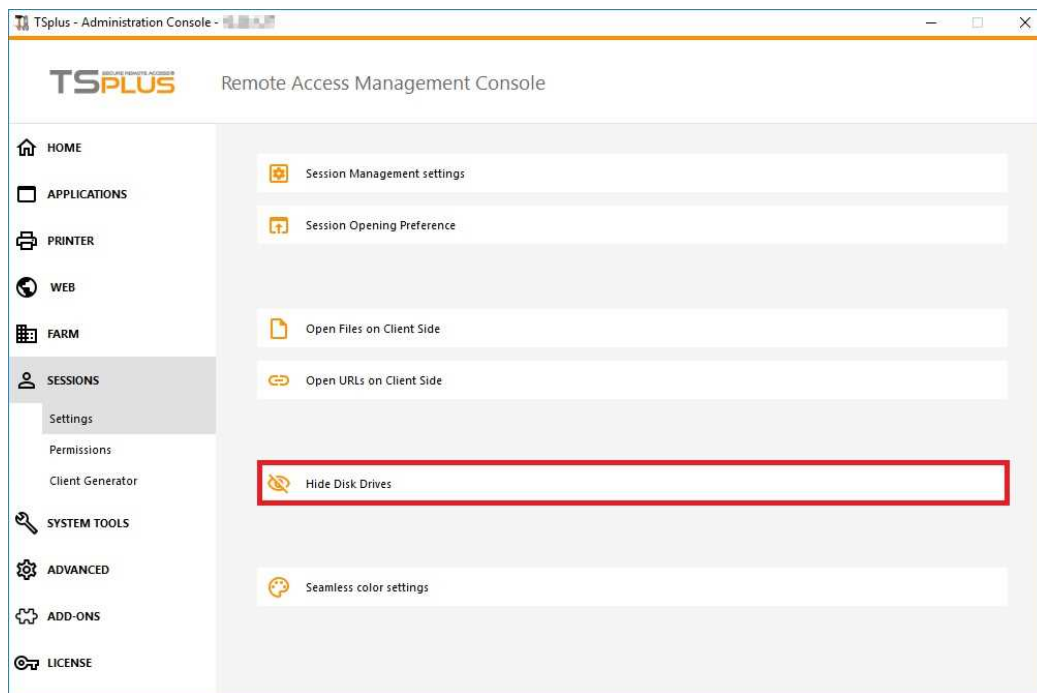 TSplus - Administration Console -
TSPLUS
SECURE REMOTE ACCESS
Remote Access Management Console
HOME
APPLICATIONS
PRINTER
WEB
FARM
SESSIONS
Settings
Permissions
Client Generator
SYSTEM TOOLS
ADVANCED
ADD-ONS
LICENSE
Session Management settings
Session Opening Preference
Open Files on Client Side
Open URLs on Client Side
Hide Disk Drives
Seamless color settings